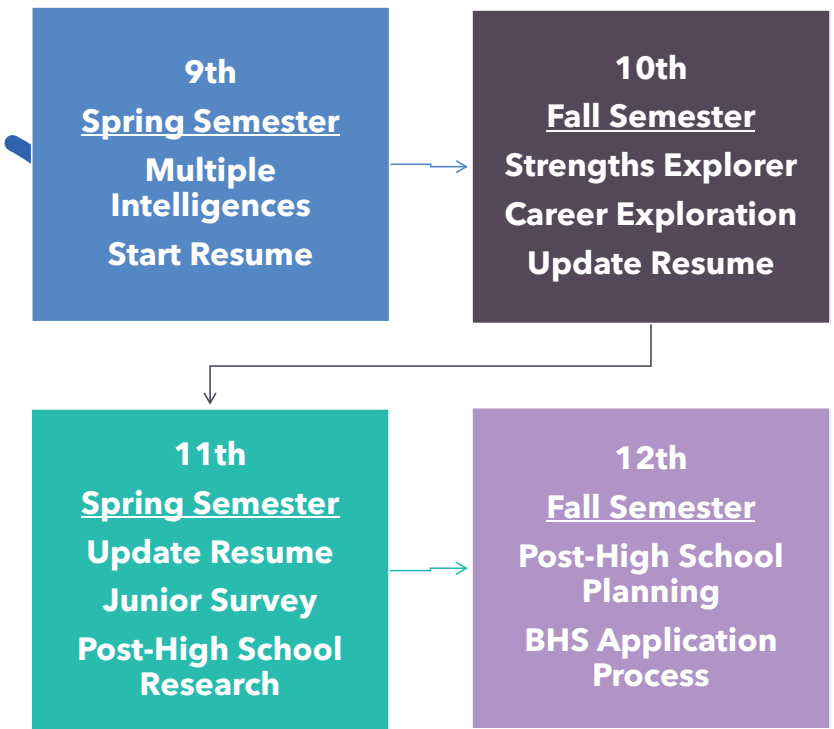 9th
Spring Semester
Multiple
Intelligences
Start Resume
10th
Fall Semester
Strengths Explorer
Career Exploration
Update Resume
11th
Spring Semester
Update Resume
Junior Survey
Post-High School
Research
12th
Fall Semester
Post-High School
Planning
BHS Application
Process